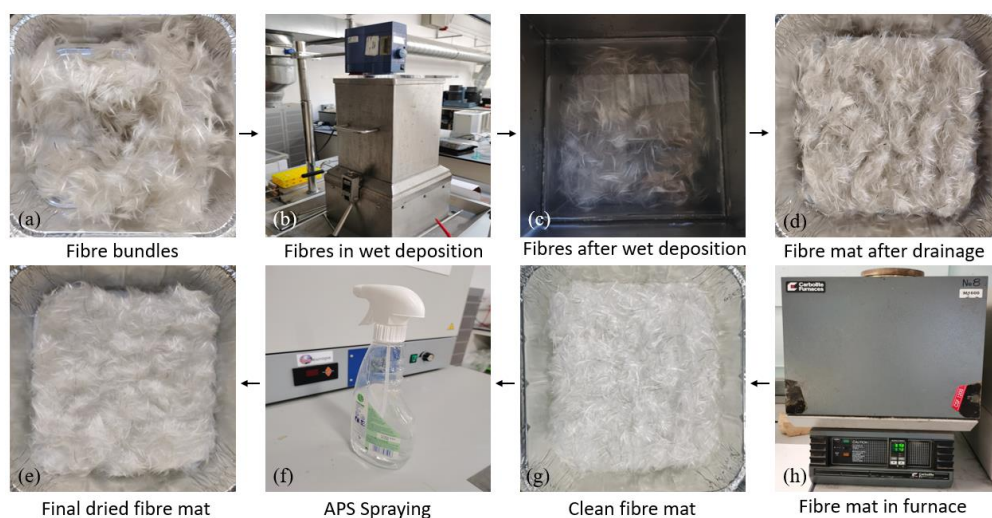 (a)
(b)
(c)
(d)
Fibre bundles
Fibres in wet deposition
Fibres after wet deposition
Fibre mat after drainage
Carbolite
Furnaces
(e)
(f)
(g)
(h)
Final dried fibre mat
APS Spraying
Clean fibre mat
Fibre mat in furnace